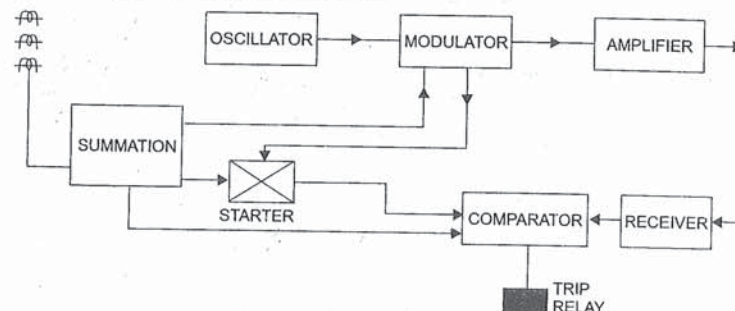 OSCILLATOR
MODULATOR
AMPLIFIER
SUMMATION
STARTER
COMPARATOR
RECEIVER
TRIP
RELAY